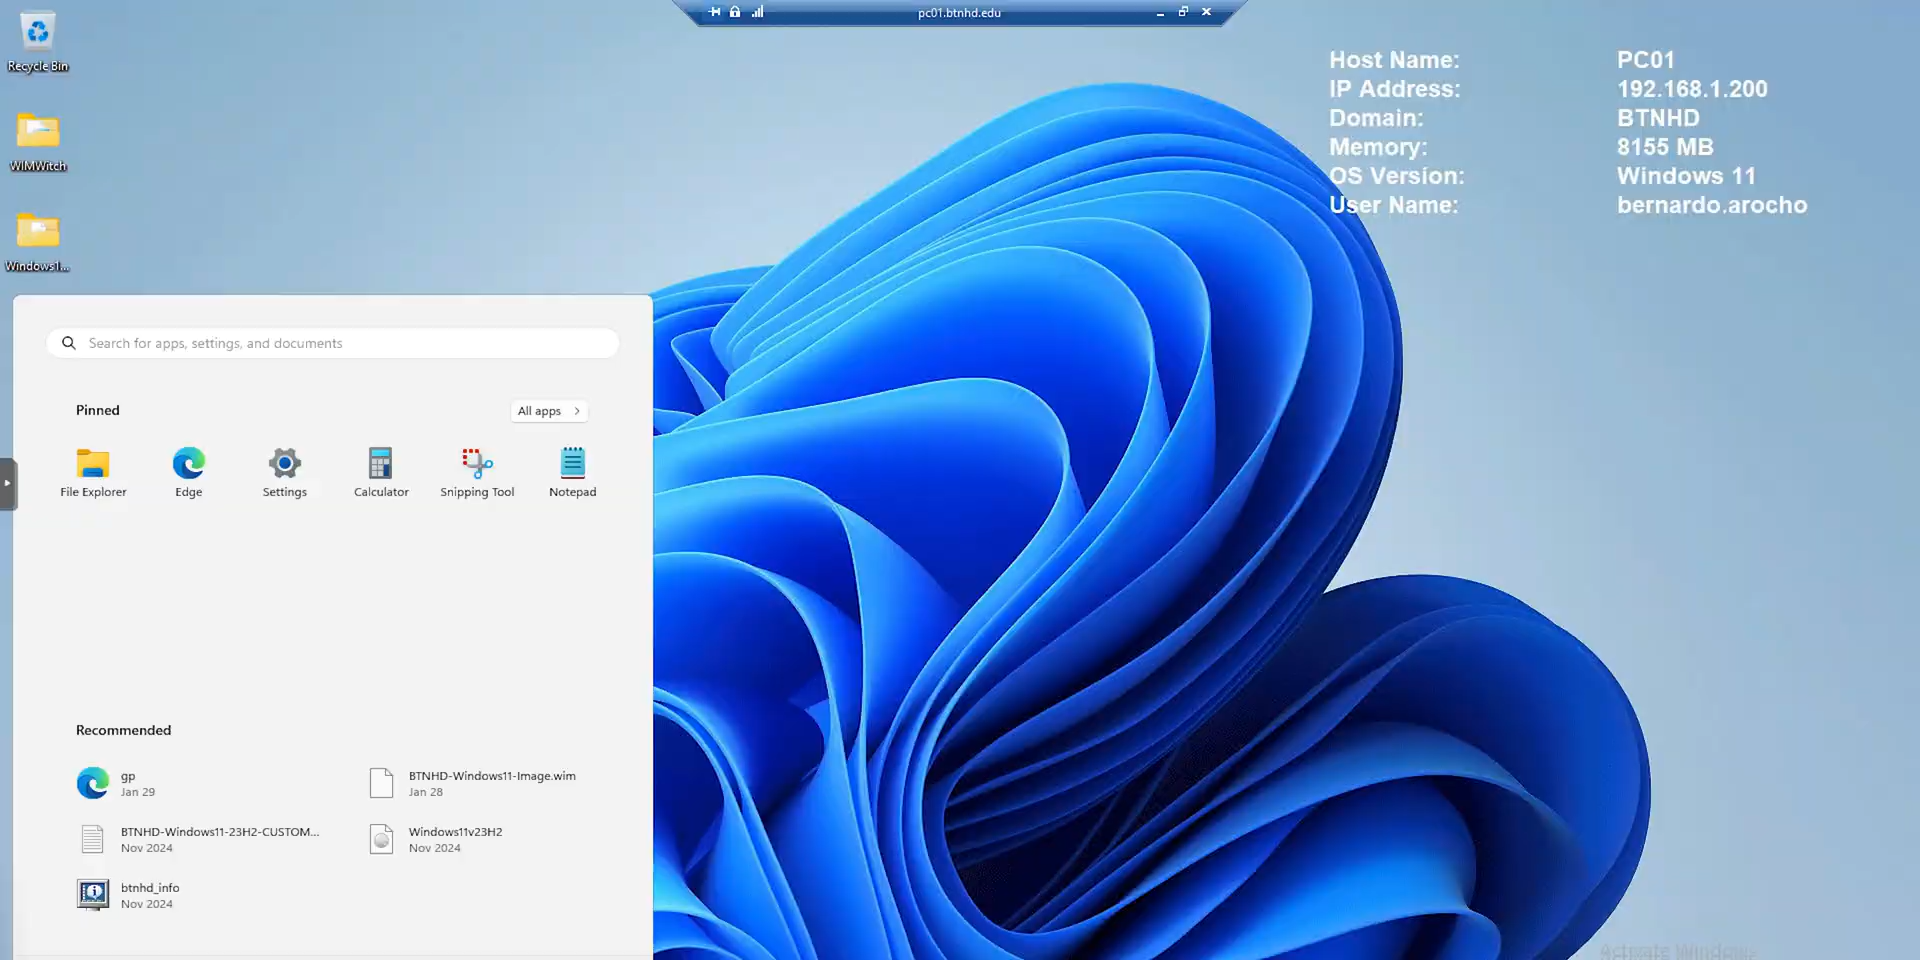 pc01.btnhd.edu
Recycle Bin
WIMWitch
Windows1...
Host Name: PC01
IP Address: 192.168.1.200
Domain: BTNHD
Memory: 8155 MB
OS Version: Windows 11
User Name: bernardo.arocho
Search for apps, settings, and documents
Pinned
All apps
File Explorer
Edge
Settings
Calculator
Snipping Tool
Notepad
Recommended
gp
Jan 29
BTNHD-Windows11-Image.wim
Jan 28
BTNHD-Windows11-23H2-CUSTOM...
Nov 2024
Windows11v23H2
Nov 2024
btnhd_info
Nov 2024
Activate Windows